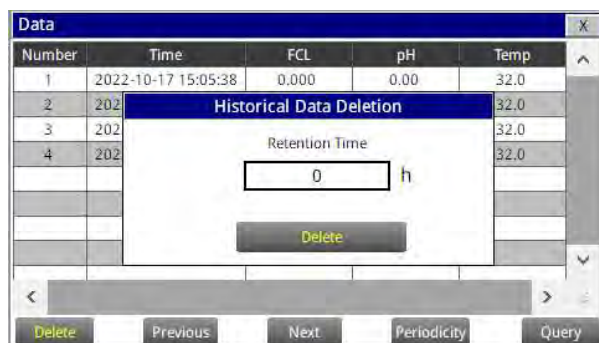 Data X
Number Time FCL pH Temp
1 2022-10-17 15:05:38 0.000 0.00 32.0
2 202 32.0
3 202 32.0
4 202 32.0
Historical Data Deletion
Retention Time
0 h
Delete
Delete Previous Next Periodicity Query